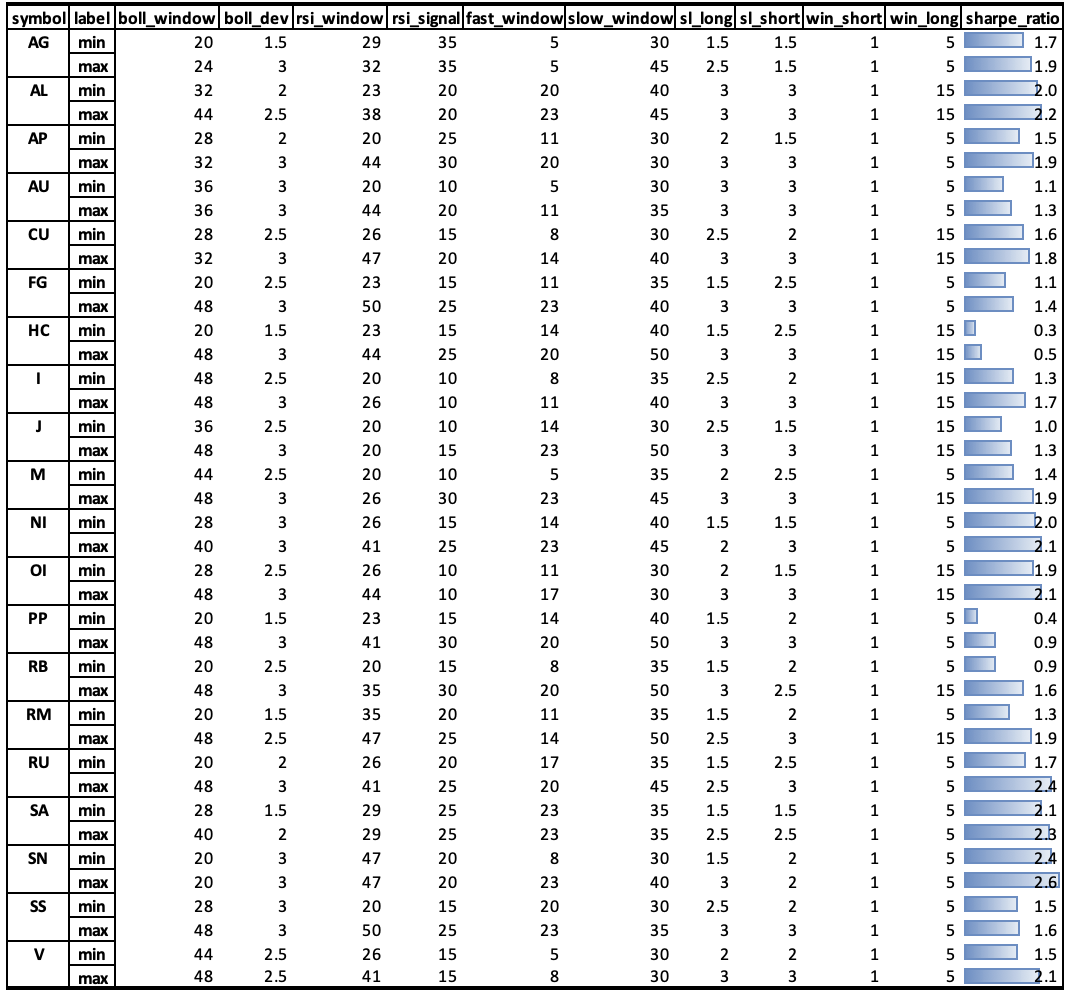 symbol label boll_window boll_dev rsi_window rsi_signal fast_window slow_window sl_long sl_short win_short win_long sharpe_ratio
AG min 20 1.5 29 35 5 30 1.5 1.5 1 5 1.7
max 24 3 32 35 5 45 2.5 1.5 1 5 1.9
AL min 32 2 23 20 20 40 3 3 1 15 2.0
max 44 2.5 38 20 23 45 3 3 1 15 2.2
AP min 28 2 20 25 11 30 2 1.5 1 5 1.5
max 32 3 44 30 20 30 3 3 1 5 1.9
AU min 36 3 20 10 5 30 3 3 1 5 1.1
max 36 3 44 20 11 35 3 3 1 5 1.3
CU min 28 2.5 26 15 8 30 2.5 2 1 15 1.6
max 32 3 47 20 14 40 3 3 1 15 1.8
FG min 20 2.5 23 15 11 35 1.5 2.5 1 5 1.1
max 48 3 50 25 23 40 3 3 1 5 1.4
HC min 20 1.5 23 15 14 40 1.5 2.5 1 15 0.3
max 48 3 44 25 20 50 3 3 1 15 0.5
I min 48 2.5 20 10 8 35 2.5 2 1 15 1.3
max 48 3 26 10 11 40 3 3 1 15 1.7
J min 36 2.5 20 10 14 30 2.5 1.5 1 15 1.0
max 48 3 20 15 23 50 3 3 1 15 1.3
M min 44 2.5 20 10 5 35 2 2.5 1 5 1.4
max 48 3 26 30 23 45 3 3 1 15 1.9
NI min 28 3 26 15 14 40 1.5 1.5 1 5 2.0
max 40 3 41 25 23 45 2 3 1 5 2.1
OI min 28 2.5 26 10 11 30 2 1.5 1 15 1.9
max 48 3 44 10 17 30 3 3 1 15 2.1
PP min 20 1.5 23 15 14 40 1.5 2 1 5 0.4
max 48 3 41 30 20 50 3 3 1 5 0.9
RB min 20 2.5 20 15 8 35 1.5 2 1 5 0.9
max 48 3 35 30 20 50 3 2.5 1 15 1.6
RM min 20 1.5 35 20 11 35 1.5 2 1 5 1.3
max 48 2.5 47 25 14 50 2.5 3 1 15 1.9
RU min 20 2 26 20 17 35 1.5 2.5 1 5 1.7
max 48 3 41 25 20 45 2.5 3 1 5 2.4
SA min 28 1.5 29 25 23 35 1.5 1.5 1 5 2.1
max 40 2 29 25 23 35 2.5 2.5 1 5 2.3
SN min 20 3 47 20 8 30 1.5 2 1 5 2.4
max 20 3 47 20 23 40 3 2 1 5 2.6
SS min 28 3 20 15 20 30 2.5 2 1 5 1.5
max 48 3 50 25 23 35 3 3 1 5 1.6
V min 44 2.5 26 15 5 30 2 2 1 5 1.5
max 48 2.5 41 15 8 30 3 3 1 5 2.1